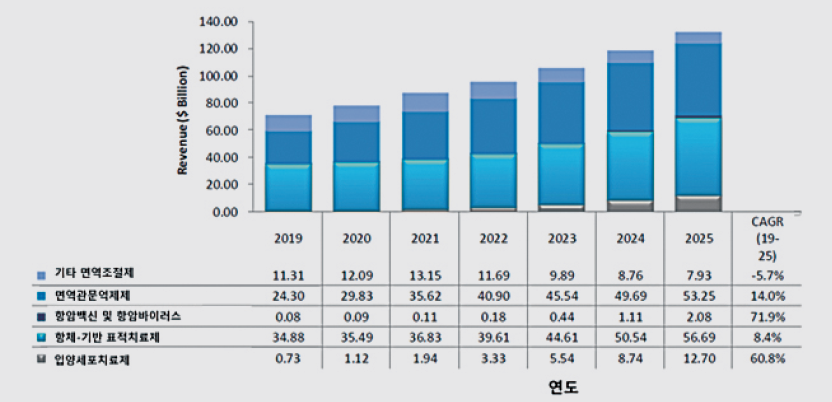 140.00
120.00
100.00
80.00
60.00
40.00
20.00
0.00
Revenue ($ Billion)
2019 2020 2021 2022 2023 2024 2025 CAGR (19-25)
기타 면역조절제 11.31 12.09 13.15 11.69 9.89 8.76 7.93 -5.7%
면역관문억제제 24.30 29.83 35.62 40.90 45.54 49.69 53.25 14.0%
항암백신 및 항암바이러스 0.08 0.09 0.11 0.18 0.44 1.11 2.08 71.9%
항체-기반 표적치료제 34.88 35.49 36.83 39.61 44.61 50.54 56.69 8.4%
입양세포치료제 0.73 1.12 1.94 3.33 5.54 8.74 12.70 60.8%
연도